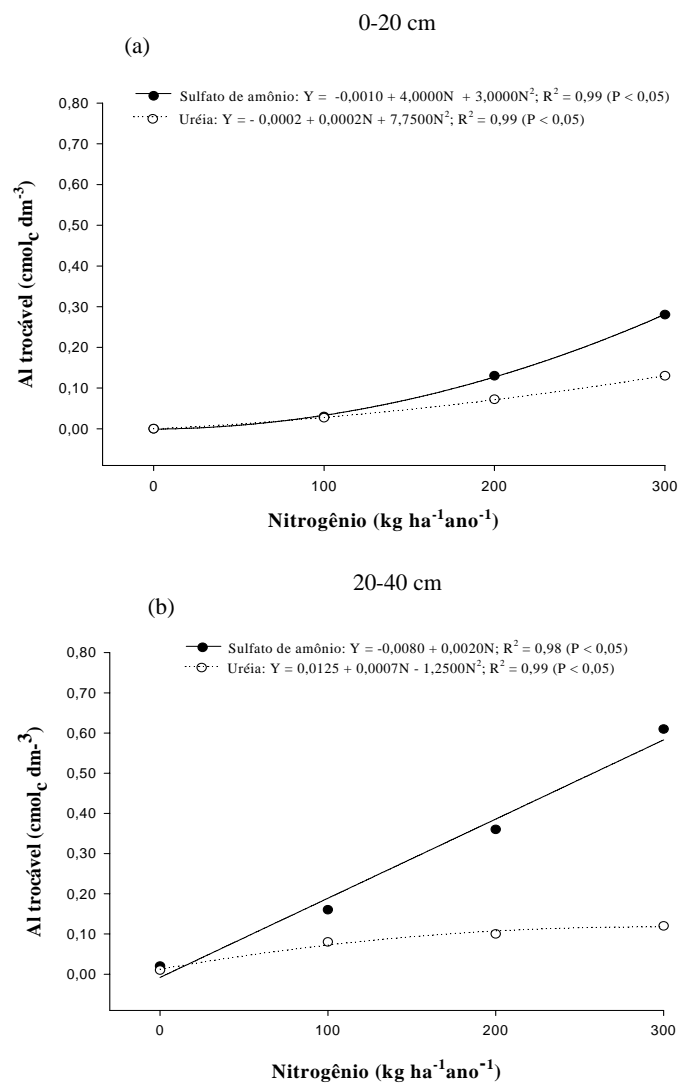 0-20 cm
(a)
Sulfato de amônio: Y = -0,0010 + 4,0000N + 3,0000N²; R² = 0,99 (P < 0,05)
Uréia: Y = - 0,0002 + 0,0002N + 7,7500N²; R² = 0,99 (P < 0,05)
0,80
0,70
0,60
0,50
0,40
0,30
0,20
0,10
0,00
Al trocável (cmol_c dm⁻³)
0 100 200 300
Nitrogênio (kg ha⁻¹ano⁻¹)
20-40 cm
(b)
Sulfato de amônio: Y = -0,0080 + 0,0020N; R² = 0,98 (P < 0,05)
Uréia: Y = 0,0125 + 0,0007N - 1,2500N²; R² = 0,99 (P < 0,05)
0,80
0,70
0,60
0,50
0,40
0,30
0,20
0,10
0,00
Al trocável (cmol_c dm-³)
0 100 200 300
Nitrogênio (kg ha⁻¹ano⁻¹)